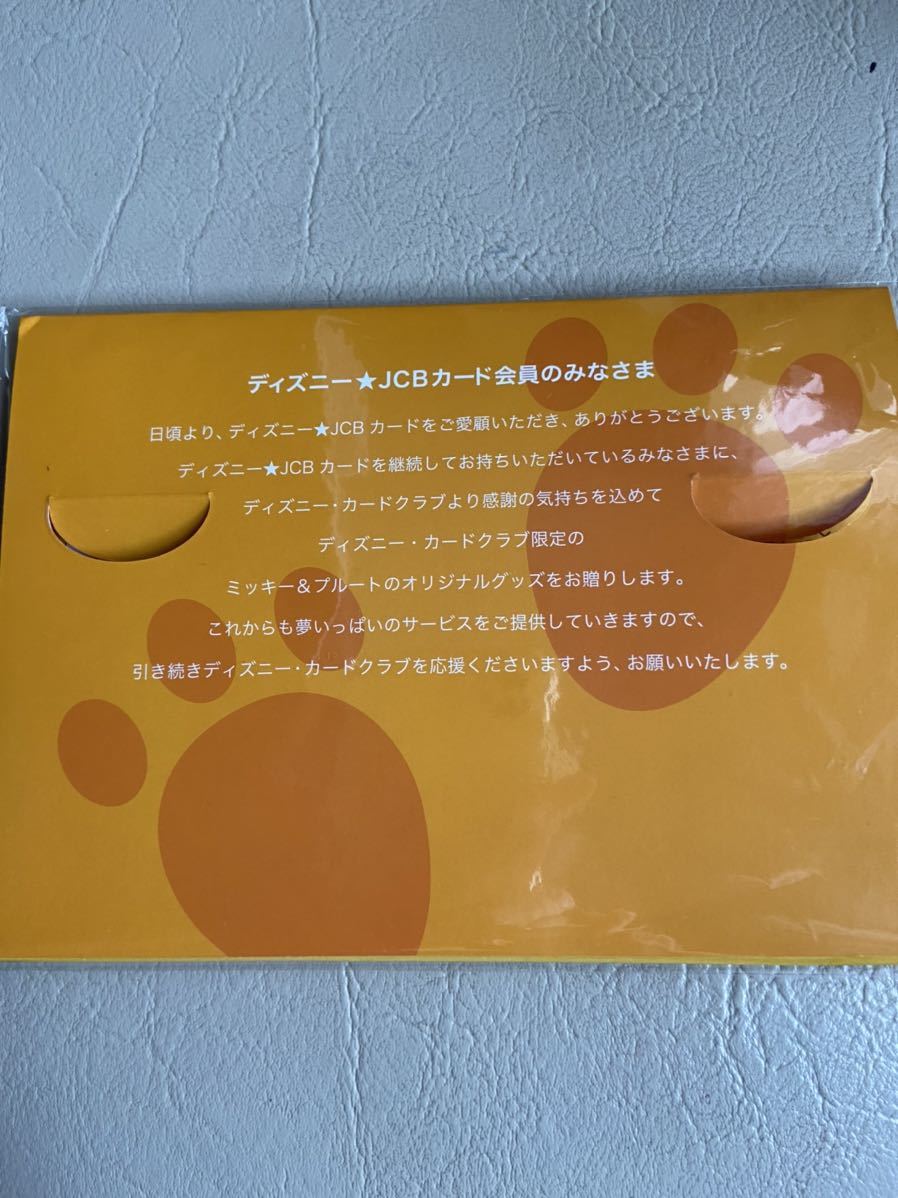 ディズニー★JCBカード会員のみなさま
日頃より、ディズニー★JCB カードをご愛顧いただき、ありがとうございます。
ディズニー★JCB カードを継続してお持ちいただいているみなさまに、
ディズニー・カードクラブより感謝の気持ちを込めて
ディズニー・カードクラブ限定の
ミッキー＆プルートのオリジナルグッズをお贈りします。
これからも夢いっぱいのサービスをご提供していきますので、
引き続きディズニー・カードクラブを応援くださいますよう、お願いいたします。